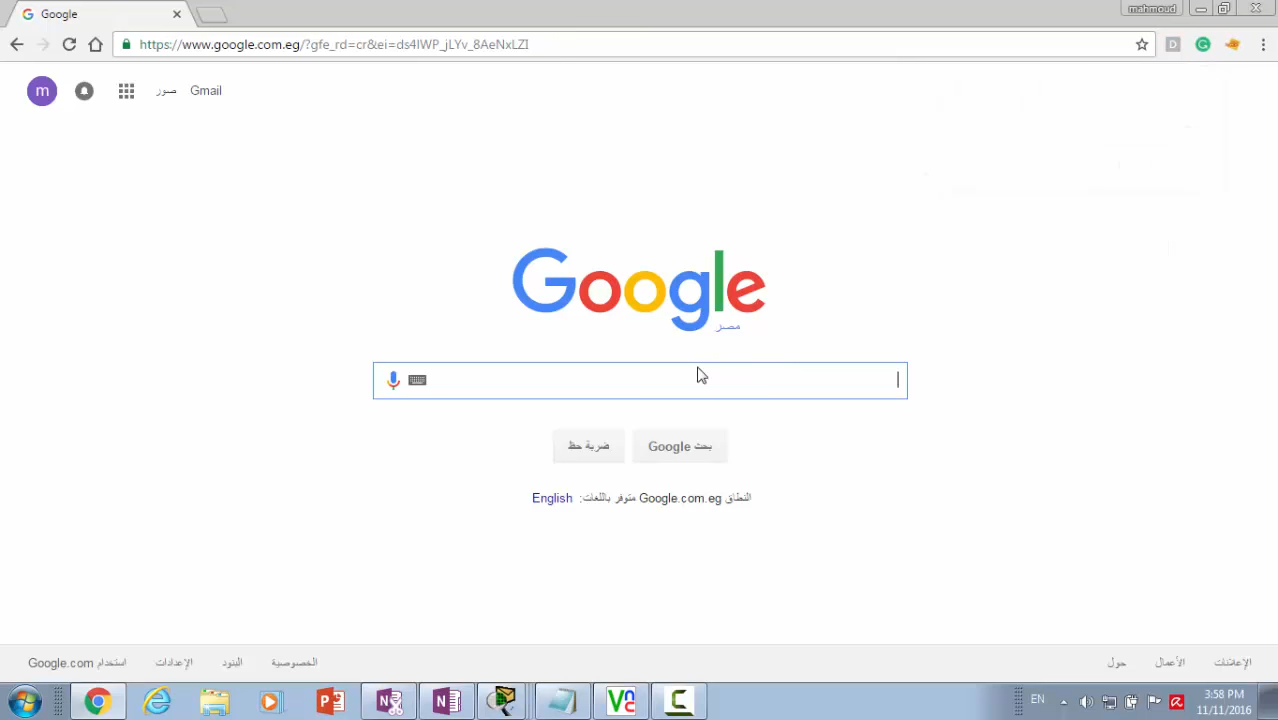 Google
mahmoud
https://www.google.com.eg/?gfe_rd=cr&ei=ds4IWP_jLYv_8AeNxLZI
m
صور
Gmail
Google
مصر
بحث Google
ضربة حظ
النطاق Google.com.eg متوفر باللغات: English
الإعلانات
الأعمال
حول
الخصوصية
البنود
الإعدادات
استخدام Google.com
EN
3:58 PM
11/11/2016